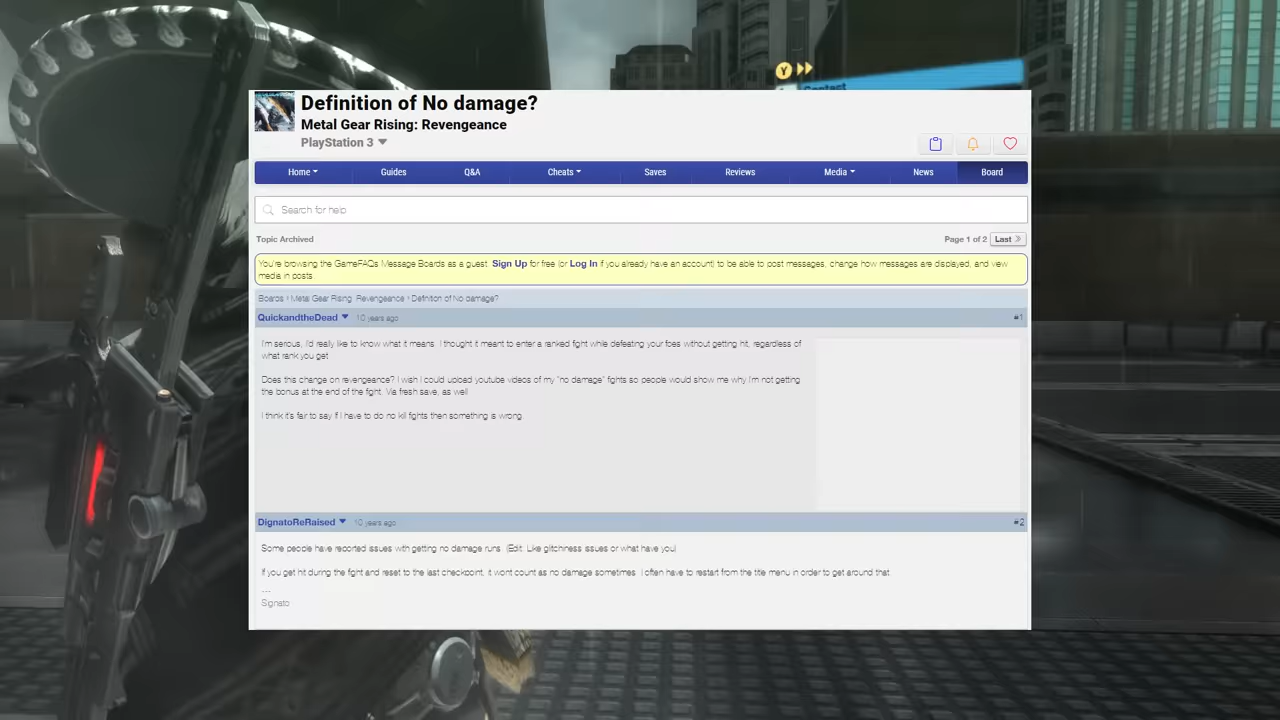 Y
Contact
Definition of No damage?
Metal Gear Rising: Revengeance
PlayStation 3
Home Guides Q&A Cheats Saves Reviews Media News Board
Search for help
Topic Archived Page 1 of 2 Last
You're browsing the GameFAQs Message Boards as a guest. Sign Up for free (or Log In if you already have an account) to be able to post messages, change how messages are displayed, and view
media in posts.
Boards › Metal Gear Rising: Revengeance › Definition of No damage?
QuickandtheDead 10 years ago #1
I'm serious, I'd really like to know what it means. I thought it meant to enter a ranked fight while defeating your foes without getting hit, regardless of
what rank you get.
Does this change on revengeance? I wish I could upload youtube videos of my "no damage" fights so people would show me why I'm not getting
the bonus at the end of the fight. Via fresh save, as well.
I think it's fair to say if I have to do no kill fights then something is wrong.
DignatoReRaised 10 years ago #2
Some people have reported issues with getting no damage runs. (Edit: Like glitchness issues or what have you)
If you get hit during the fight and reset to the last checkpoint, it wont count as no damage sometimes. I often have to restart from the title menu in order to get around that.
---
Signato